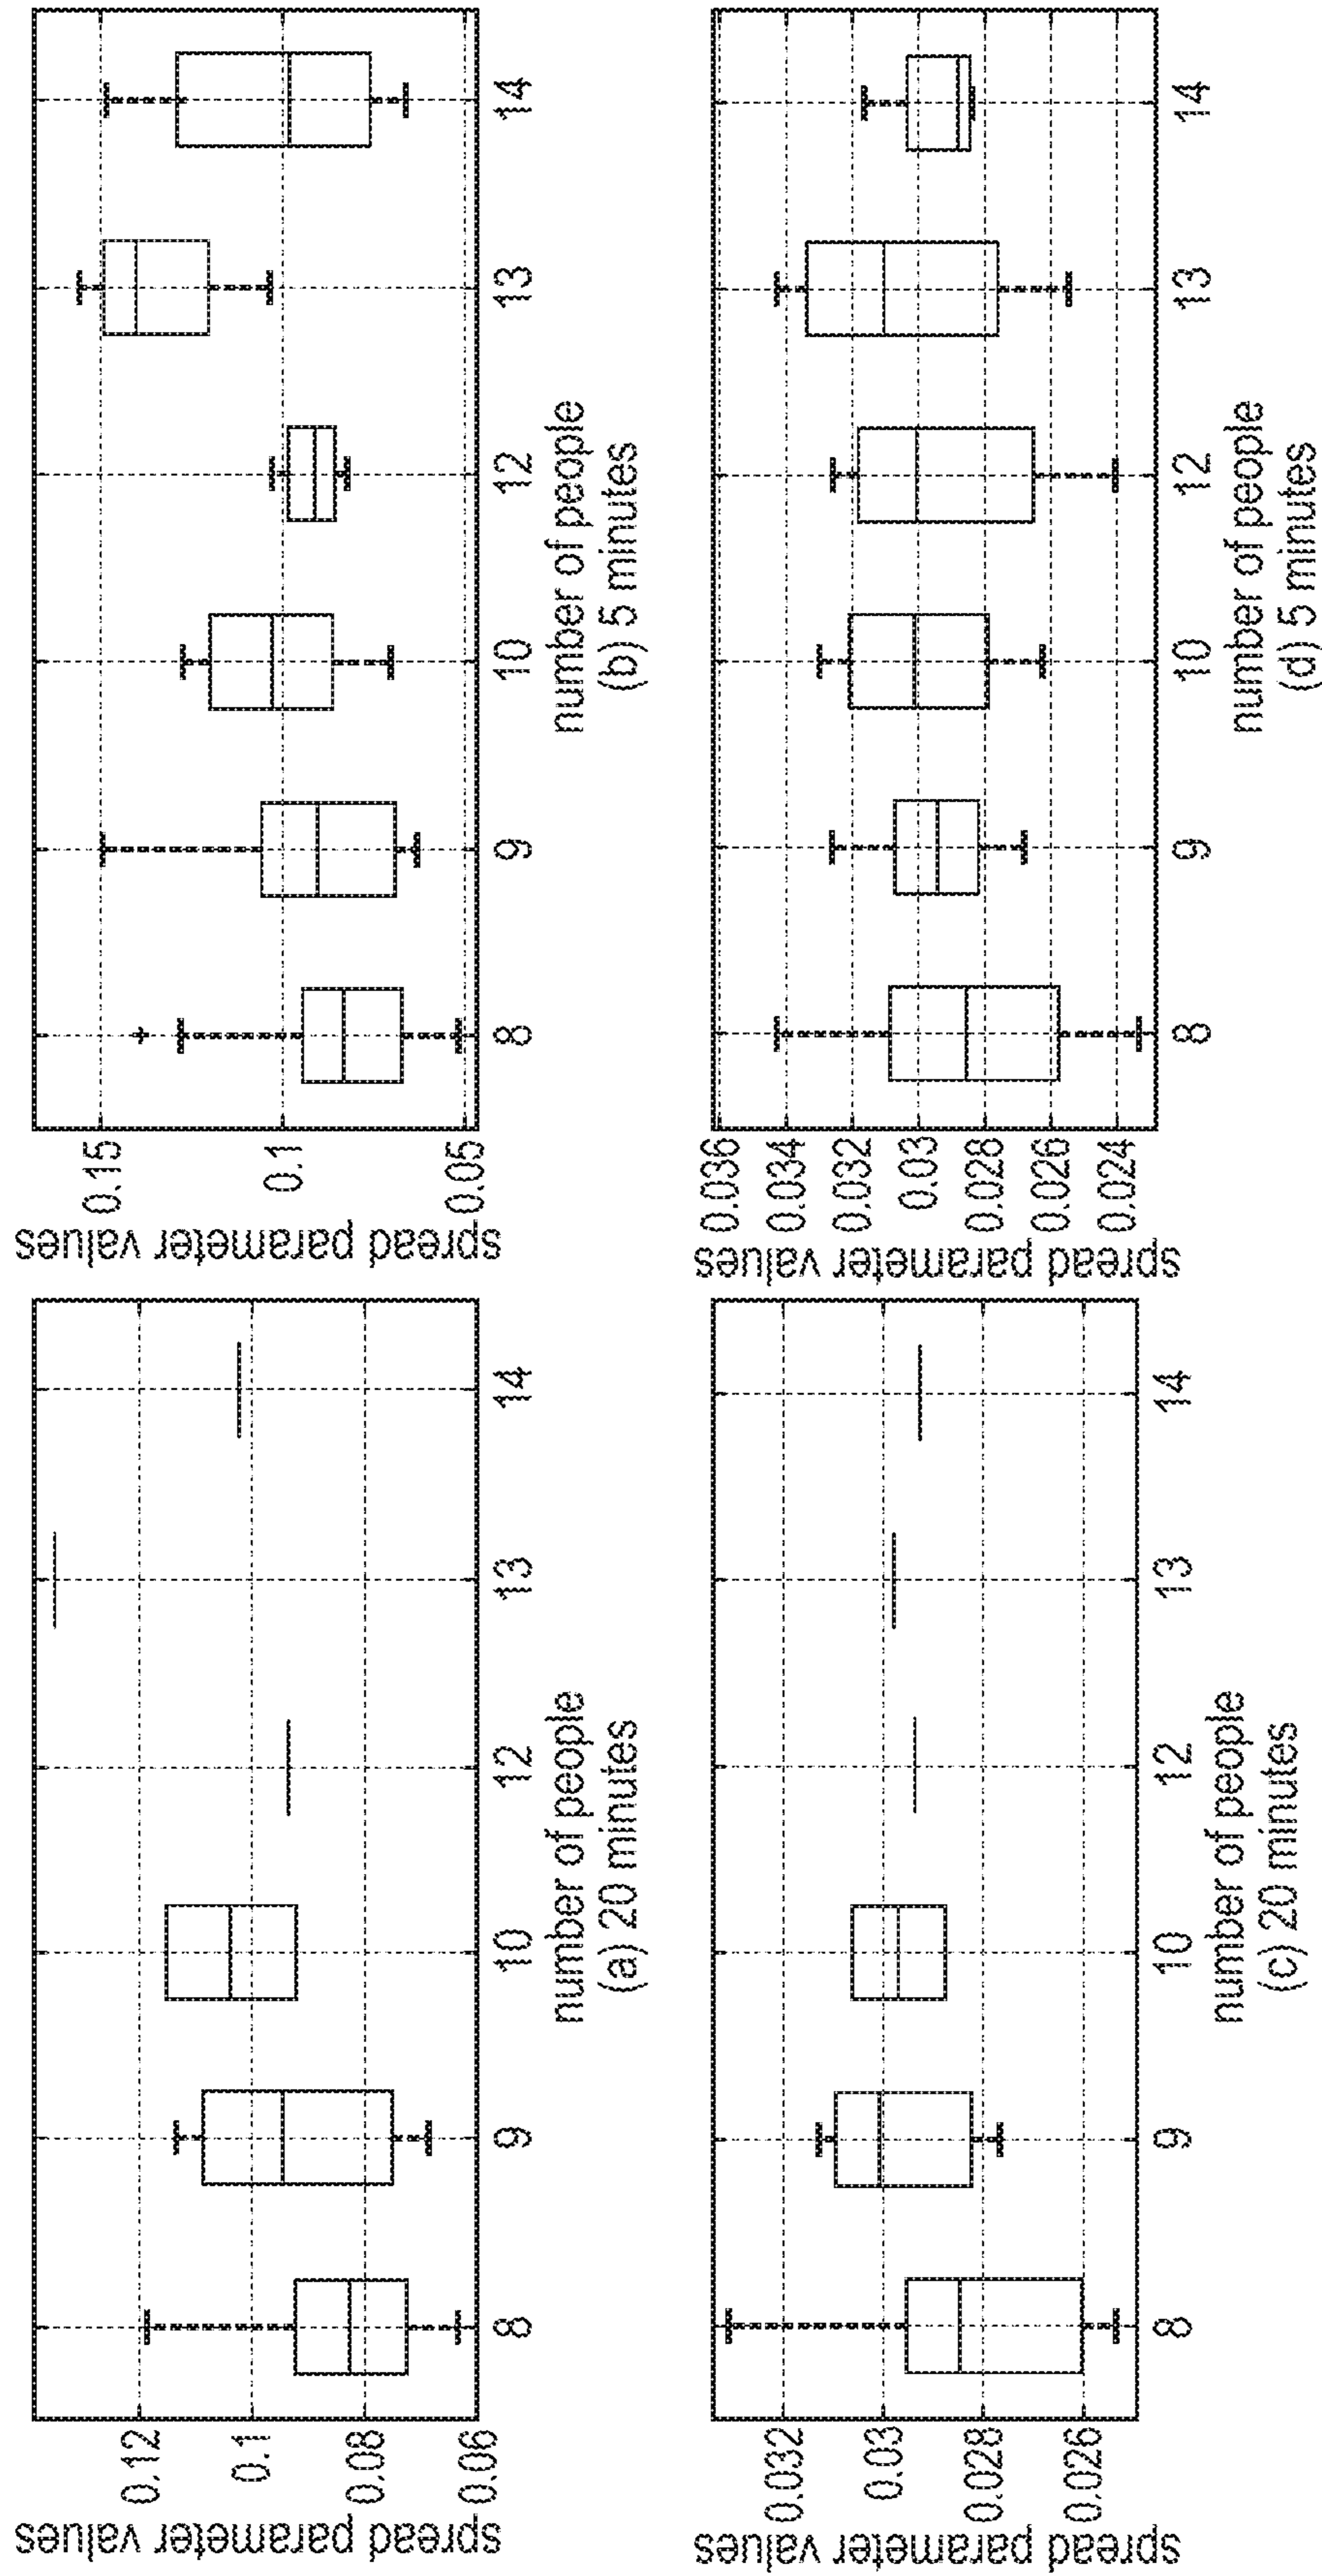 spread parameter values
0.12
0.1
0.08
0.06
8 9 10 12 13 14
number of people
(a) 20 minutes
spread parameter values
0.15
0.1
0.05
8 9 10 12 13 14
number of people
(b) 5 minutes
spread parameter values
0.032
0.03
0.028
0.026
8 9 10 12 13 14
number of people
(c) 20 minutes
spread parameter values
0.036
0.034
0.032
0.03
0.028
0.026
0.024
8 9 10 12 13 14
number of people
(d) 5 minutes